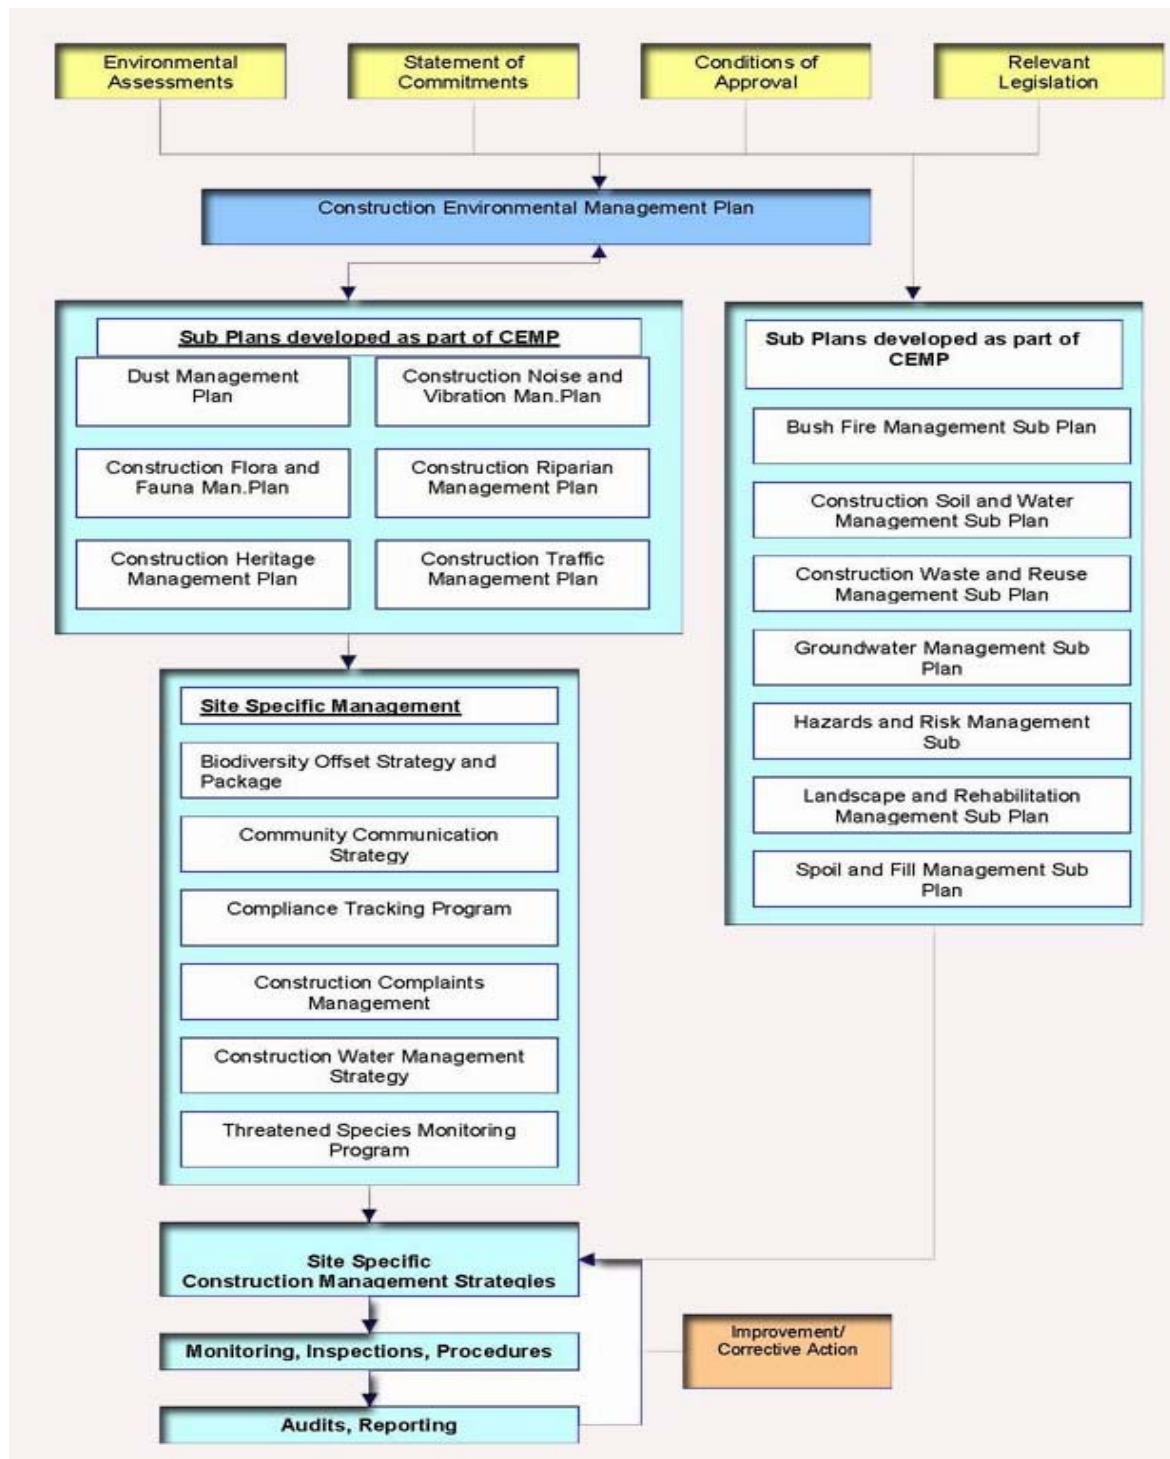 Environmental
Assessments
Statement of
Commitments
Conditions of
Approval
Relevant
Legislation
Construction Environmental Management Plan
Sub Plans developed as part of CEMP
Dust Management
Plan
Construction Noise and
Vibration Man.Plan
Construction Flora and
Fauna Man.Plan
Construction Riparian
Management Plan
Construction Heritage
Management Plan
Construction Traffic
Management Plan
Sub Plans developed as part of
CEMP
Bush Fire Management Sub Plan
Construction Soil and Water
Management Sub Plan
Construction Waste and Reuse
Management Sub Plan
Groundwater Management Sub
Plan
Hazards and Risk Management
Sub
Landscape and Rehabilitation
Management Sub Plan
Spoil and Fill Management Sub
Plan
Site Specific Management
Biodiversity Offset Strategy and
Package
Community Communication
Strategy
Compliance Tracking Program
Construction Complaints
Management
Construction Water Management
Strategy
Threatened Species Monitoring
Program
Site Specific
Construction Management Strategies
Monitoring, Inspections, Procedures
Audits, Reporting
Improvement/
Corrective Action